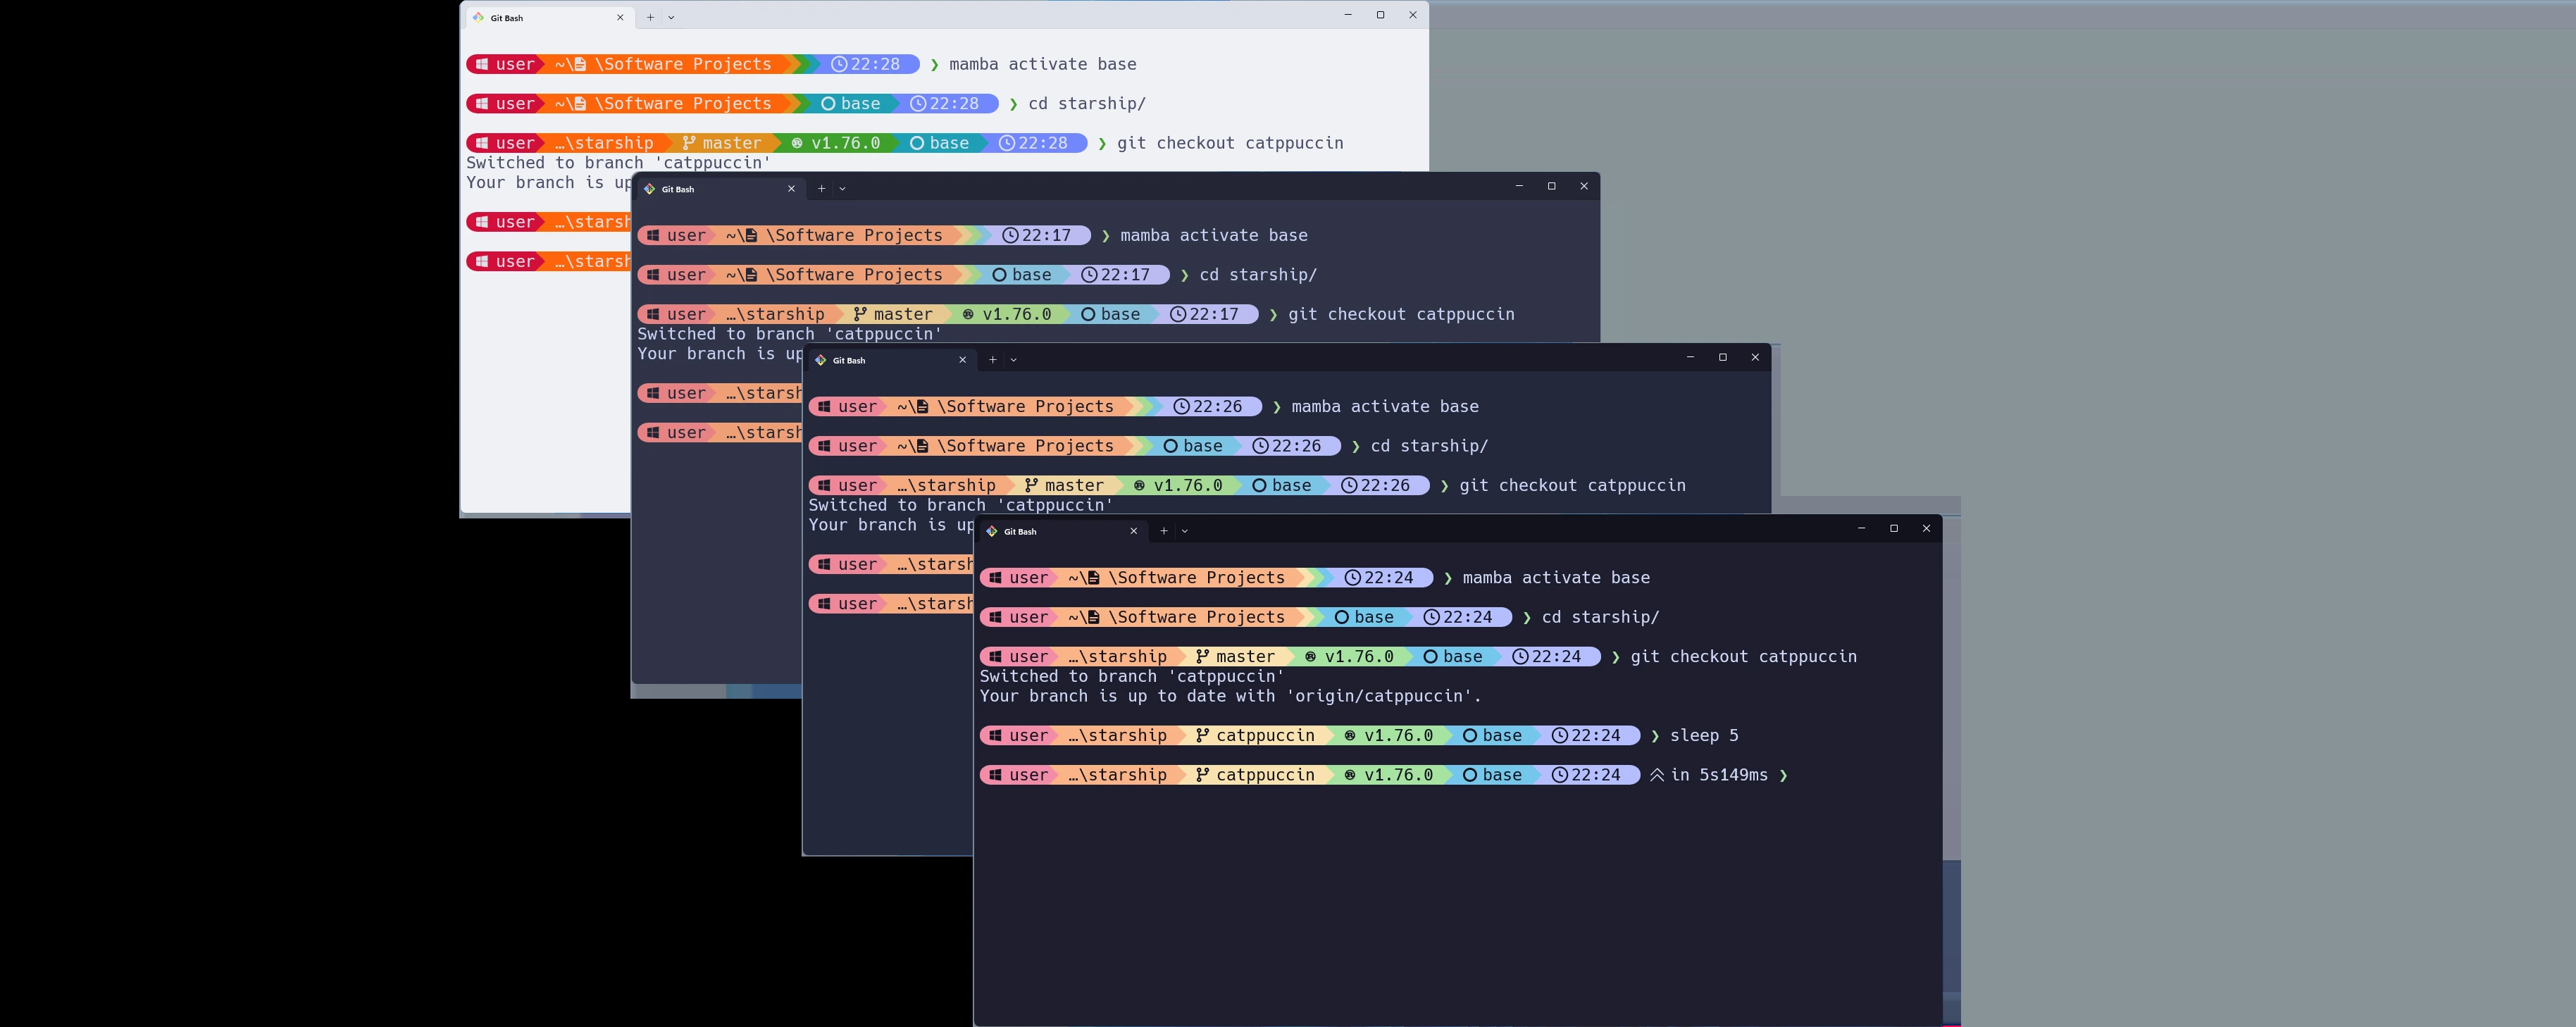 Git Bash
user ~\ \Software Projects 22:28 ❯ mamba activate base
user ~\ \Software Projects base 22:28 ❯ cd starship/
user …\starship master v1.76.0 base 22:28 ❯ git checkout catppuccin
Switched to branch 'catppuccin'
Your branch is up
user …\starsh
user …\starsh
Git Bash
user ~\ \Software Projects 22:17 ❯ mamba activate base
user ~\ \Software Projects base 22:17 ❯ cd starship/
user …\starship master v1.76.0 base 22:17 ❯ git checkout catppuccin
Switched to branch 'catppuccin'
Your branch is up
user …\starsh
user …\starsh
Git Bash
user ~\ \Software Projects 22:26 ❯ mamba activate base
user ~\ \Software Projects base 22:26 ❯ cd starship/
user …\starship master v1.76.0 base 22:26 ❯ git checkout catppuccin
Switched to branch 'catppuccin'
Your branch is up
user …\starsh
user …\starsh
Git Bash
user ~\ \Software Projects 22:24 ❯ mamba activate base
user ~\ \Software Projects base 22:24 ❯ cd starship/
user …\starship master v1.76.0 base 22:24 ❯ git checkout catppuccin
Switched to branch 'catppuccin'
Your branch is up to date with 'origin/catppuccin'.
user …\starship catppuccin v1.76.0 base 22:24 ❯ sleep 5
user …\starship catppuccin v1.76.0 base 22:24 in 5s149ms ❯